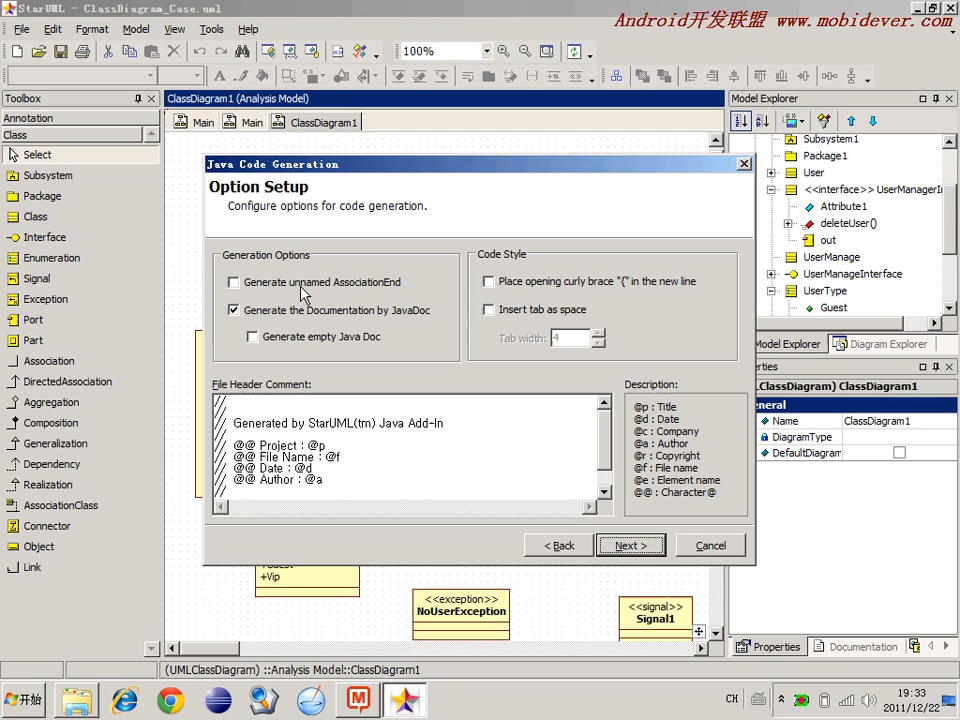 StarUML - ClassDiagram_Case.uml
Android开发联盟 www.mobidever.com
File Edit Format Model View Tools Help
100%
Toolbox
ClassDiagram1 (Analysis Model)
Model Explorer
Annotation
Class
Main
Main
ClassDiagram1
Select
Subsystem
Package
Class
Interface
Enumeration
Signal
Exception
Port
Part
Association
DirectedAssociation
Aggregation
Composition
Generalization
Dependency
Realization
AssociationClass
Connector
Object
Link
Java Code Generation
Option Setup
Configure options for code generation.
Generation Options
Generate unnamed AssociationEnd
Generate the Documentation by JavaDoc
Generate empty Java Doc
Code Style
Place opening curly brace "{" in the new line
Insert tab as space
Tab width: 4
File Header Comment:
//
// Generated by StarUML(tm) Java Add-In
//
// @@ Project : @p
// @@ File Name : @f
// @@ Date : @d
// @@ Author : @a
//
Description:
@p : Title
@d : Date
@c : Company
@a : Author
@r : Copyright
@f : File name
@e : Element name
@@ : Character@
< Back
Next >
Cancel
+Vip
<<exception>>
NoUserException
<<signal>>
Signal1
Subsystem1
Package1
User
<<interface>> UserManagerI
Attribute1
deleteUser()
out
UserManage
UserManageInterface
UserType
Guest
Model Explorer
Diagram Explorer
erties
LClassDiagram) ClassDiagram1
eneral
Name ClassDiagram1
DiagramType
DefaultDiagram
Properties
Documentation
(UMLClassDiagram) ::Analysis Model::ClassDiagram1
开始
CH
19:33
2011/12/22